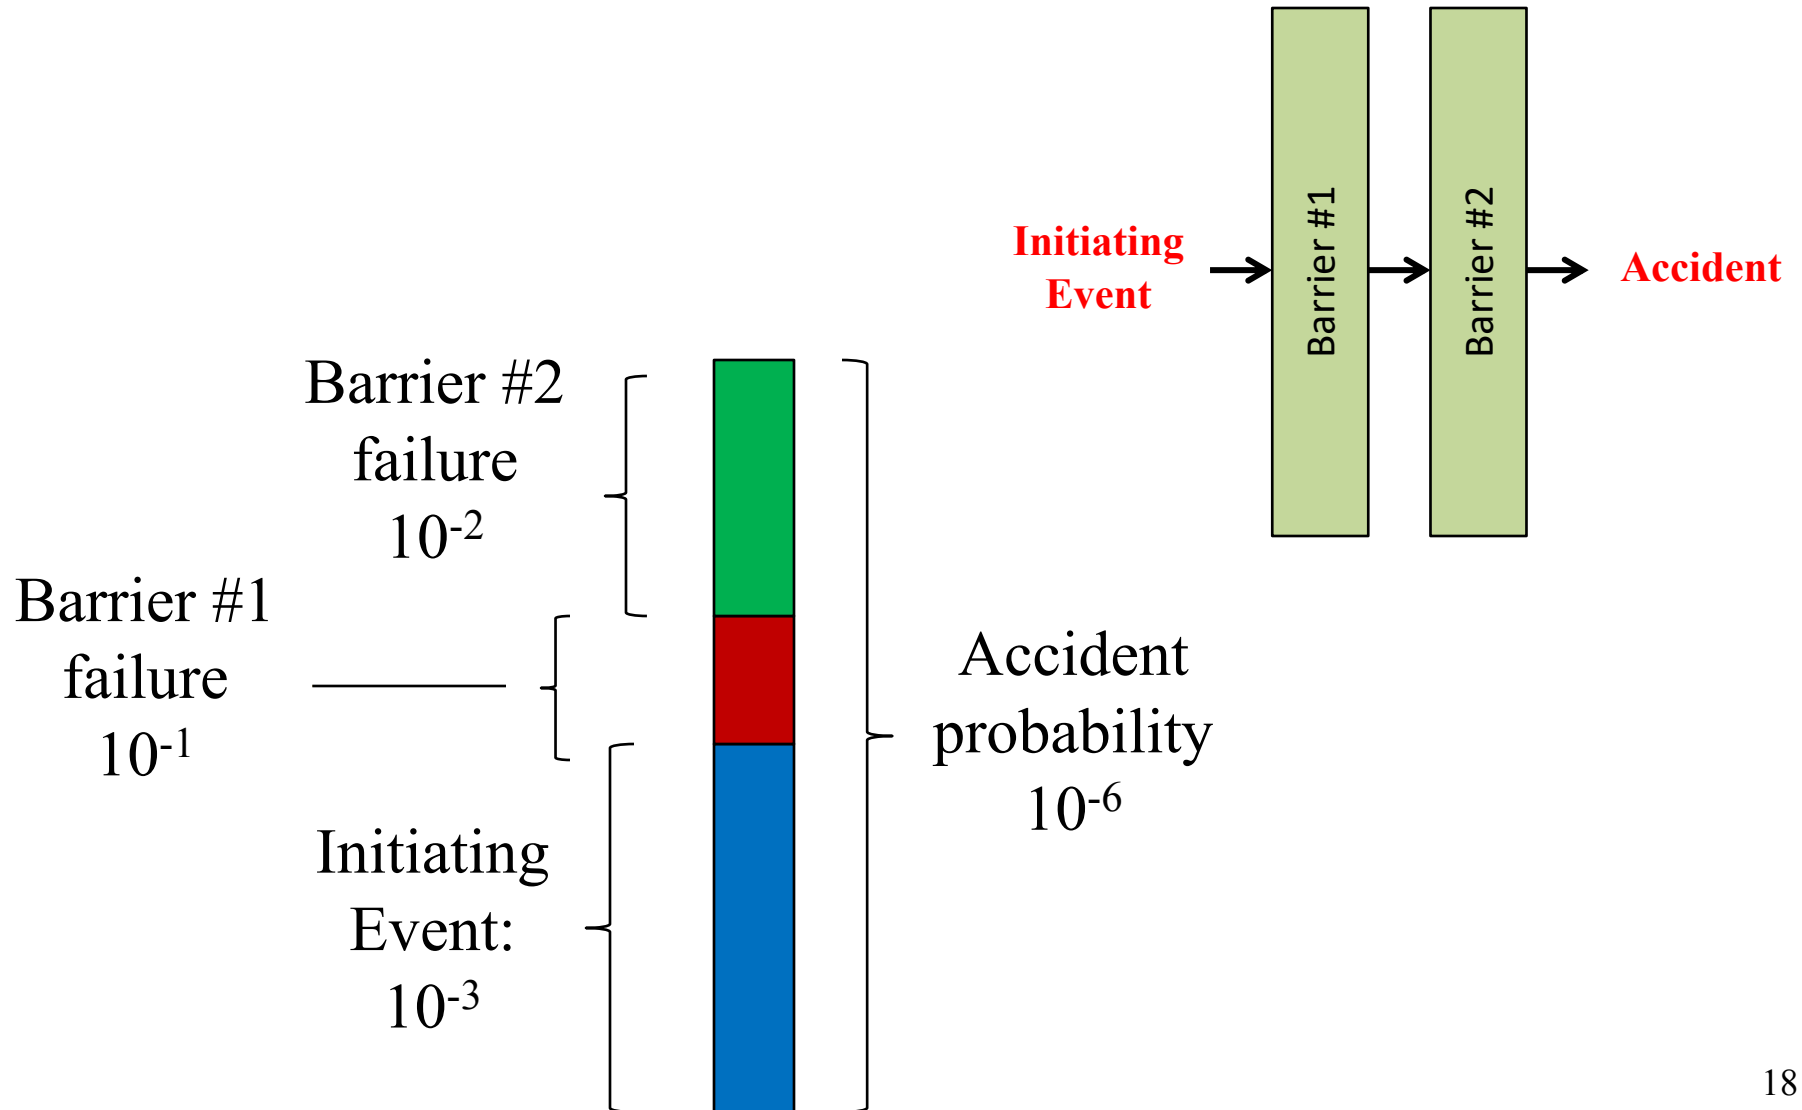 Initiating
Event
Barrier #1
Barrier #2
Accident
Barrier #2
failure
10⁻²
Barrier #1
failure
10⁻¹
Initiating
Event:
10⁻³
Accident
probability
10⁻⁶
18